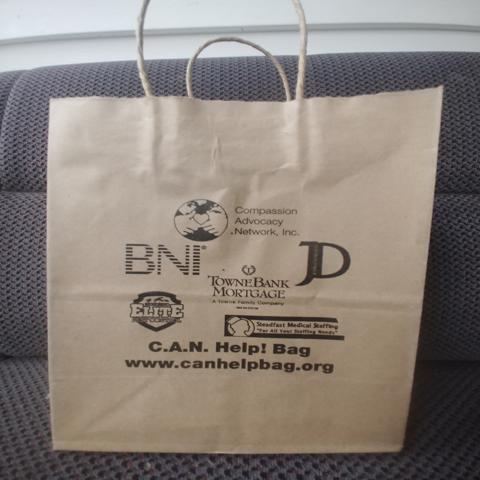 Compassion
Advocacy
Network, Inc.
BNI®
JD
TOWNEBANK
MORTGAGE
A Towne Family Company
ELITE
Steadfast Medical Staffing
"For All Your Staffing Needs"
C.A.N. Help! Bag
www.canhelpbag.org